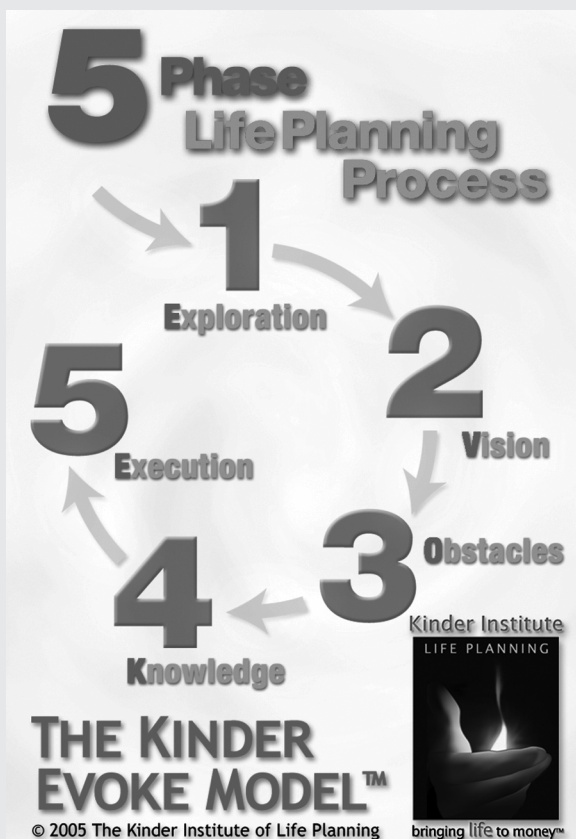 5 Phase
Life Planning
Process
1
Exploration
2
Vision
3
Obstacles
4
Knowledge
5
Execution
THE KINDER
EVOKE MODEL™
© 2005 The Kinder Institute of Life Planning
Kinder Institute
LIFE PLANNING
bringing life to money℠